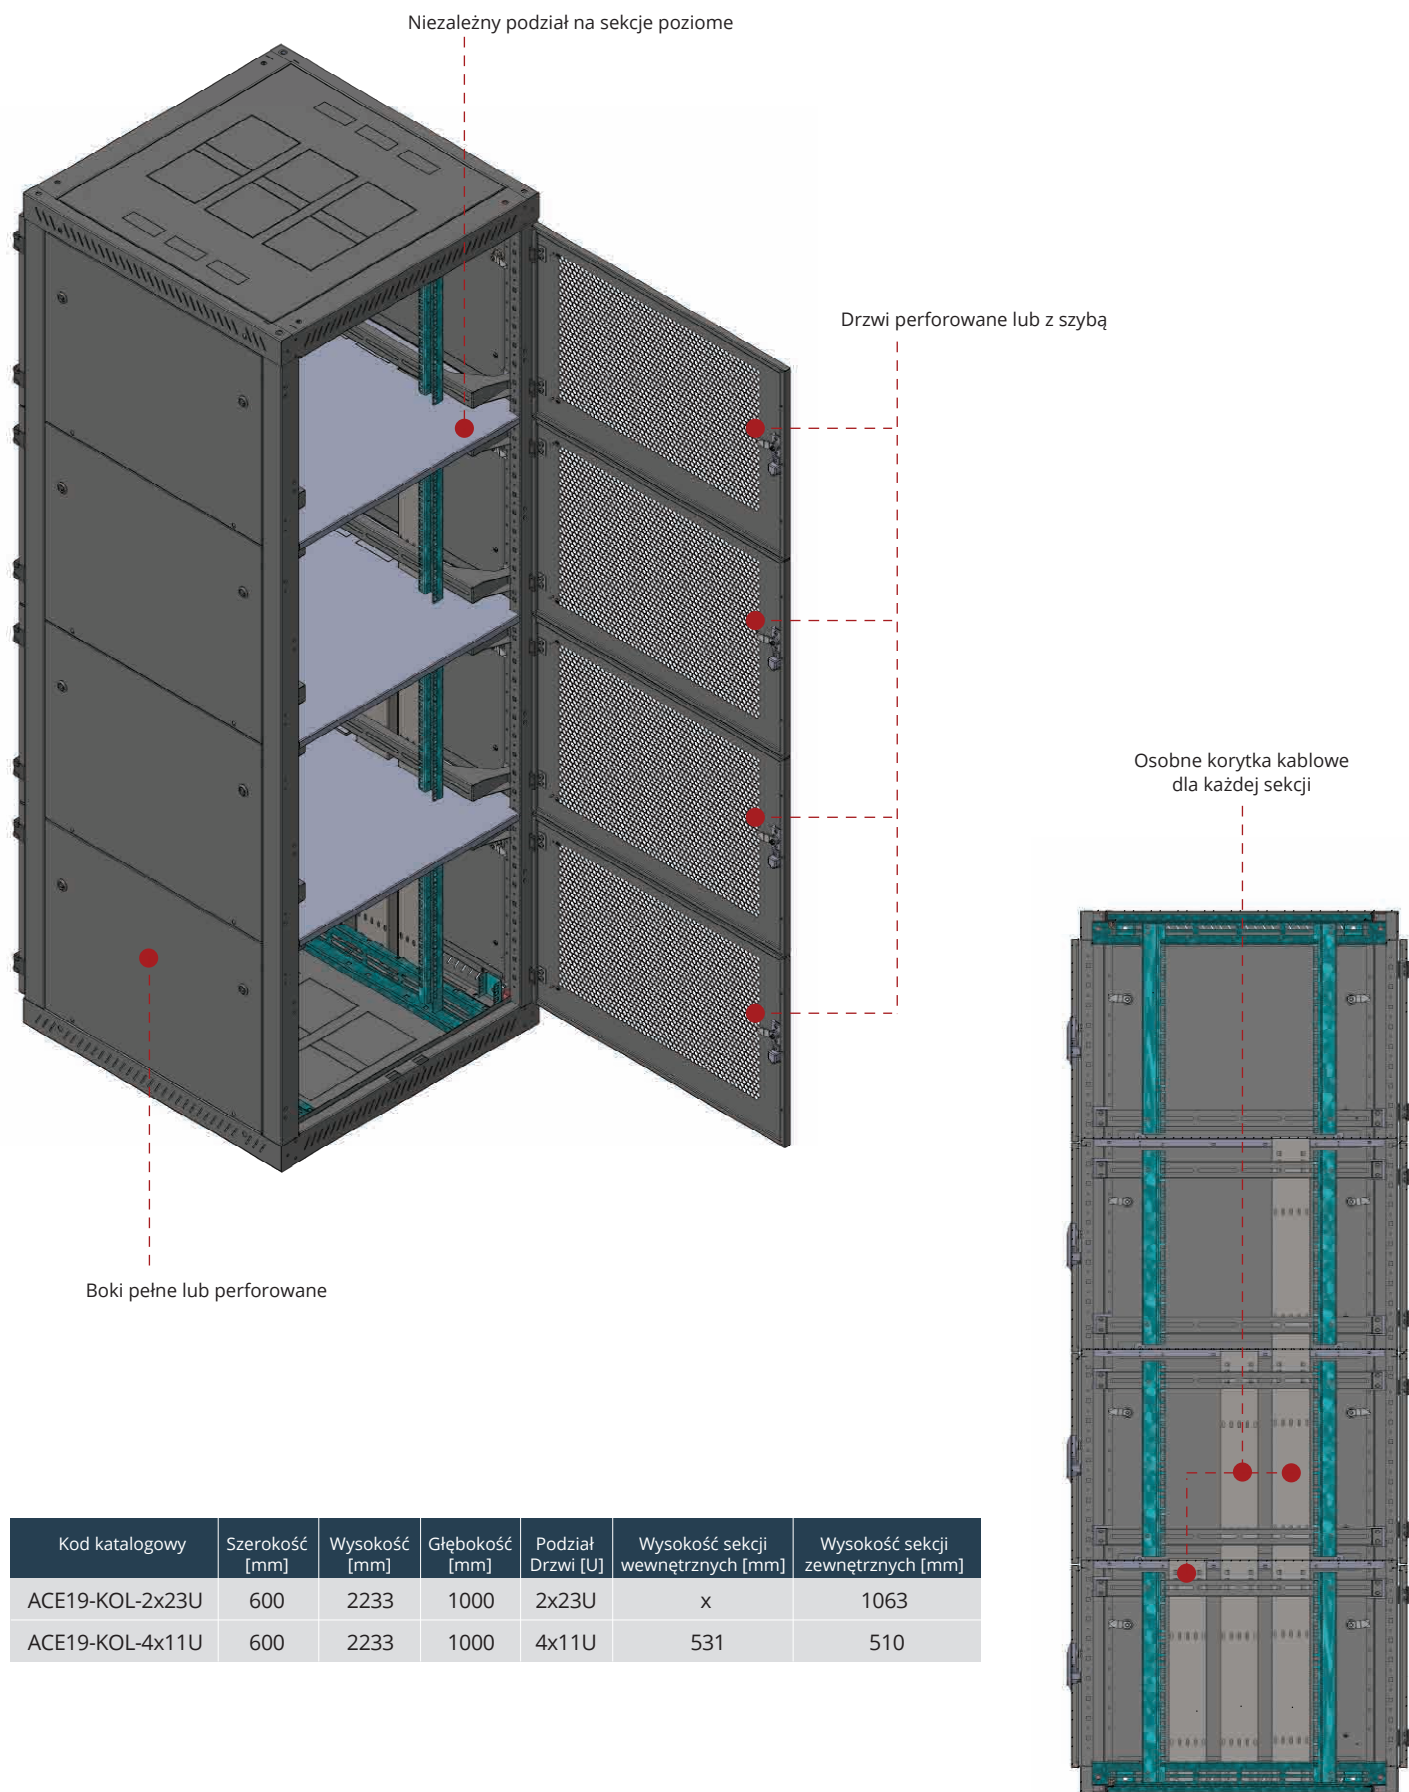 Niezależny podział na sekcje poziome
Drzwi perforowane lub z szybą
Osobne korytka kablowe
dla każdej sekcji
Boki pełne lub perforowane
Kod katalogowy Szerokość [mm] Wysokość [mm] Głębokość [mm] Podział Drzwi [U] Wysokość sekcji wewnętrznych [mm] Wysokość sekcji zewnętrznych [mm]
ACE19-KOL-2x23U 600 2233 1000 2x23U x 1063
ACE19-KOL-4x11U 600 2233 1000 4x11U 531 510